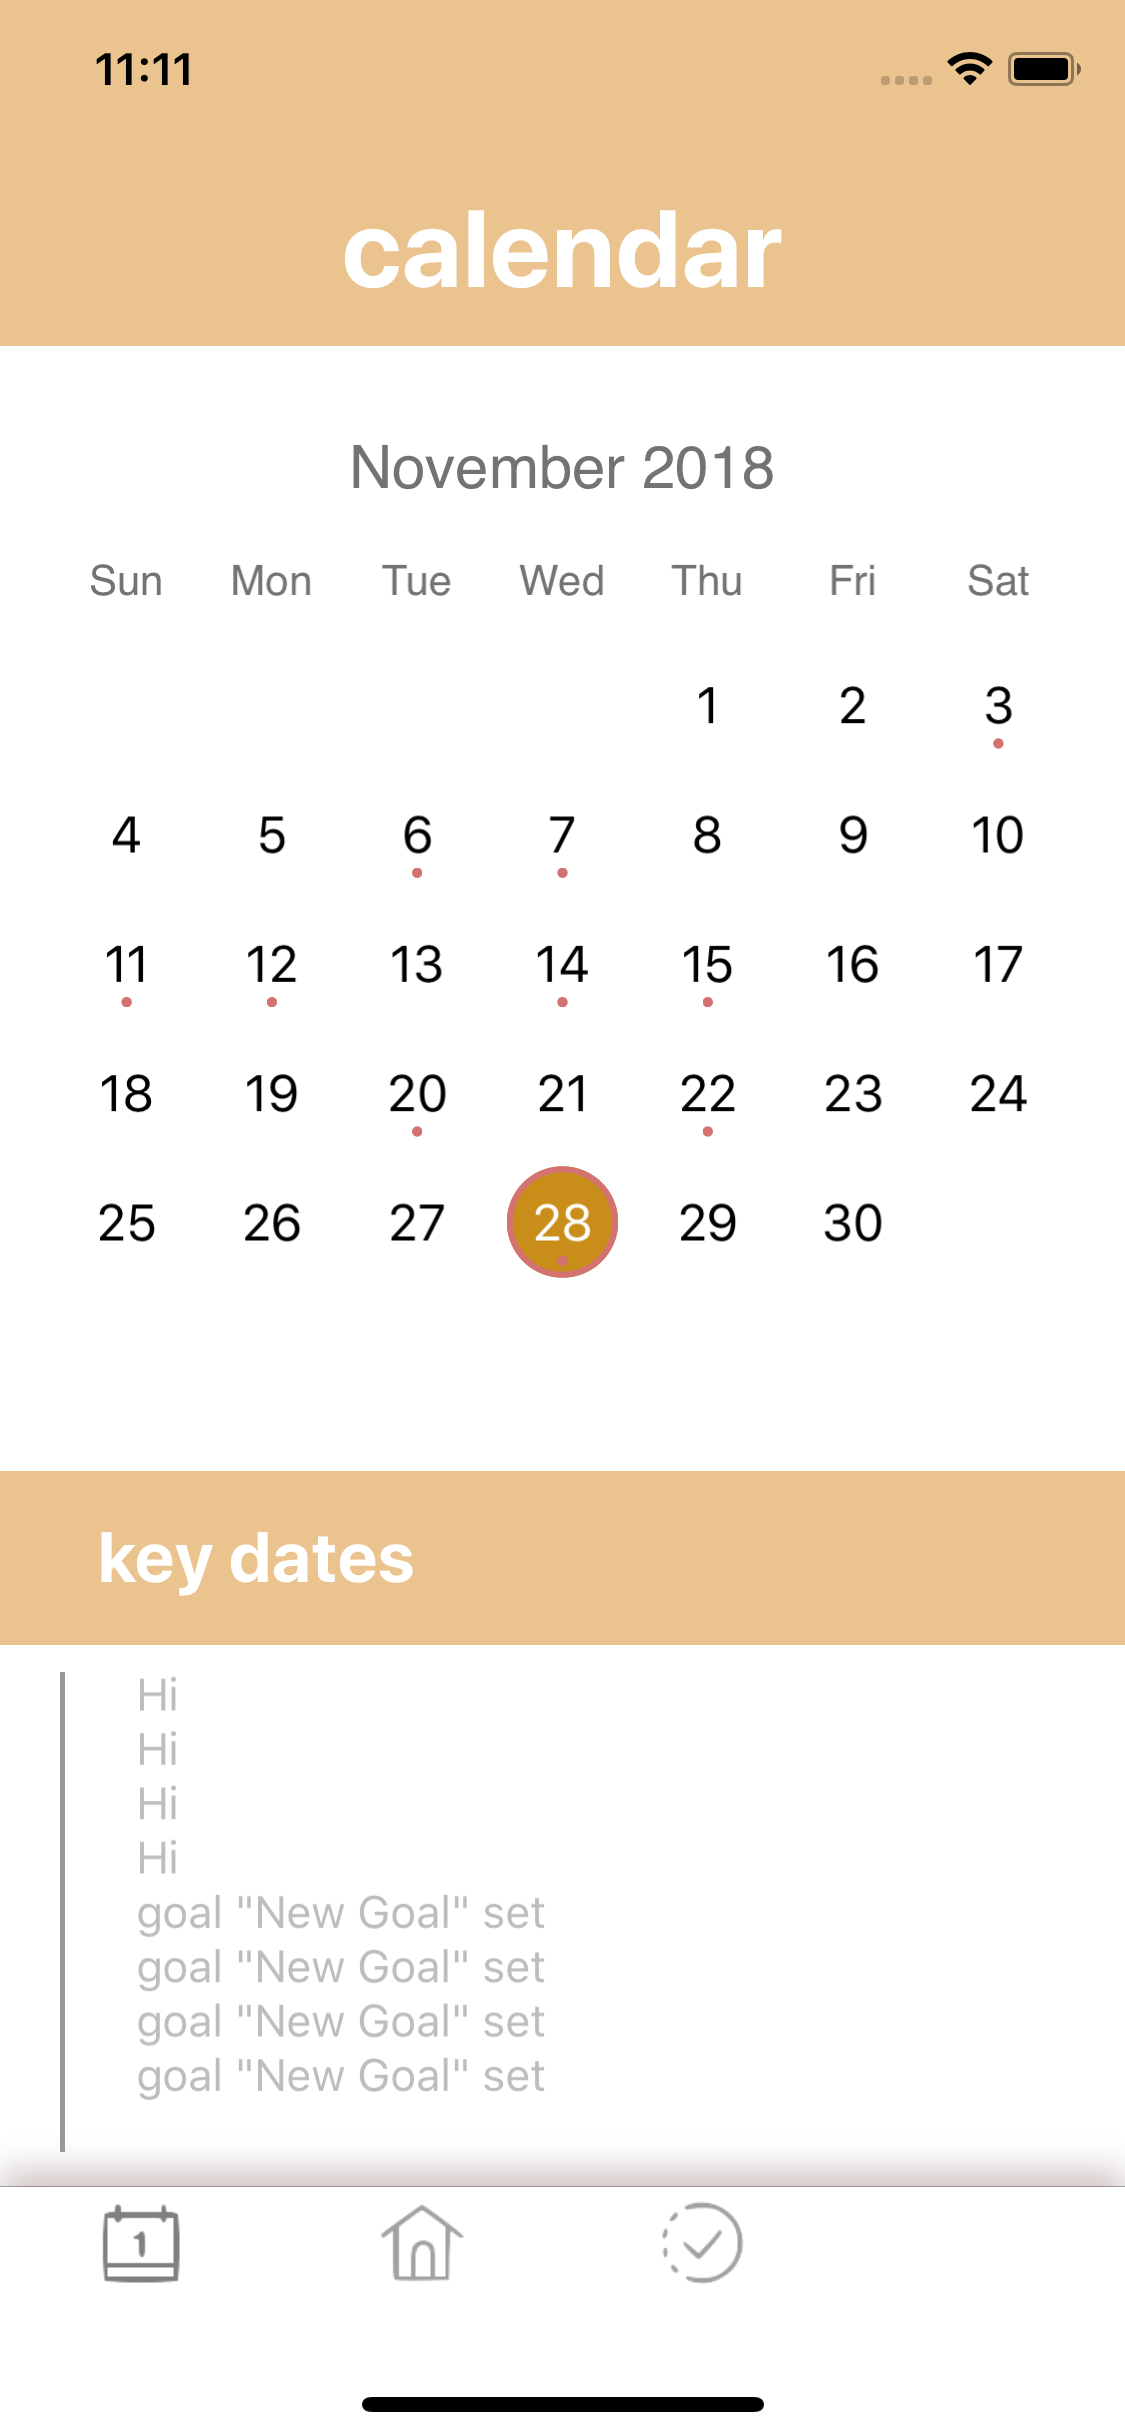 11:11
calendar
November 2018
Sun Mon Tue Wed Thu Fri Sat
1 2 3
4 5 6 7 8 9 10
11 12 13 14 15 16 17
18 19 20 21 22 23 24
25 26 27 28 29 30
key dates
Hi
Hi
Hi
Hi
goal "New Goal" set
goal "New Goal" set
goal "New Goal" set
goal "New Goal" set
1